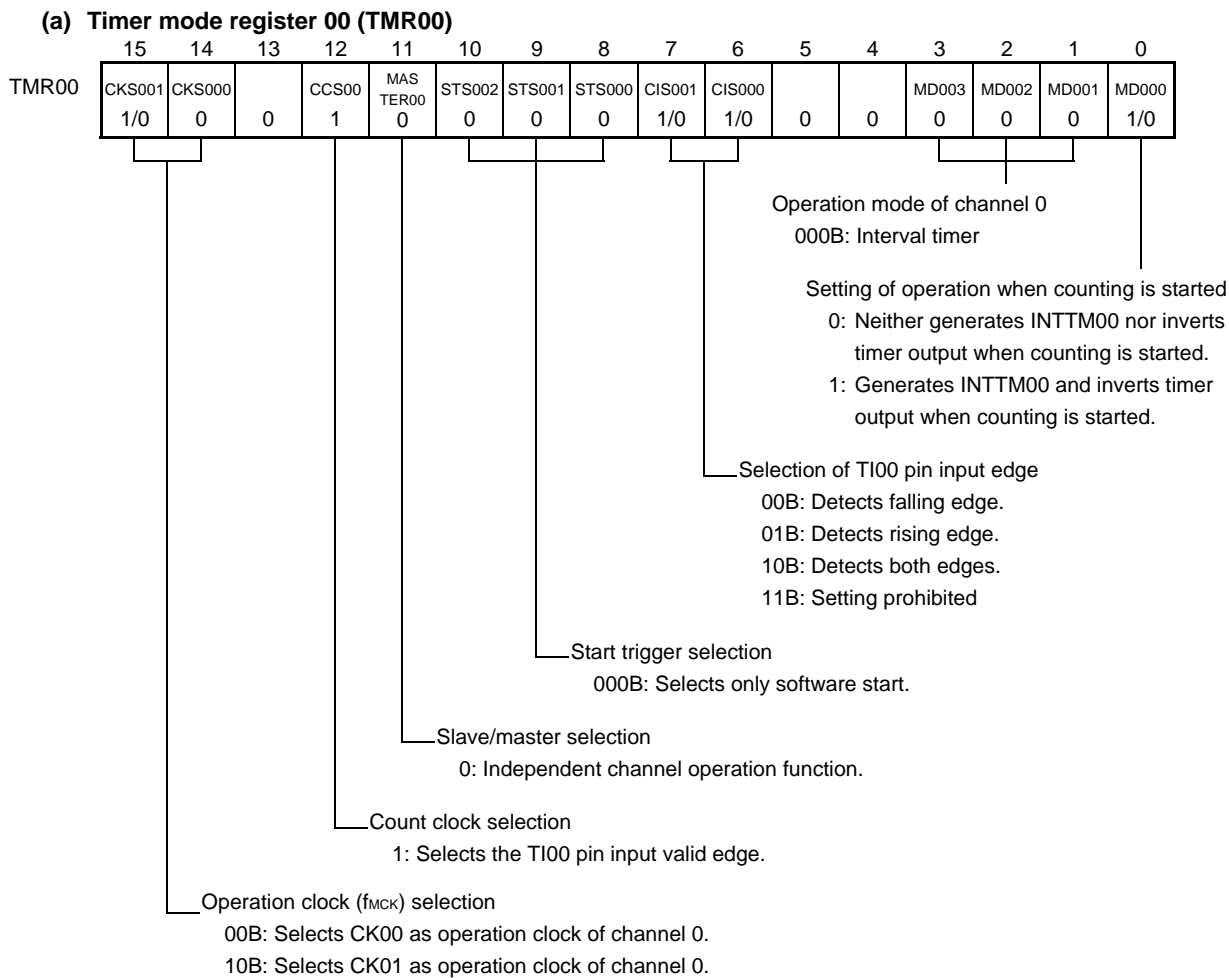 (a) Timer mode register 00 (TMR00)
15 14 13 12 11 10 9 8 7 6 5 4 3 2 1 0
TMR00 CKS001 CKS000 CCS00 MAS TER00 STS002 STS001 STS000 CIS001 CIS000 MD003 MD002 MD001 MD000
1/0 0 0 1 0 0 0 0 1/0 1/0 0 0 0 0 0 1/0
Operation mode of channel 0
000B: Interval timer
Setting of operation when counting is started
0: Neither generates INTTM00 nor inverts
timer output when counting is started.
1: Generates INTTM00 and inverts timer
output when counting is started.
Selection of TI00 pin input edge
00B: Detects falling edge.
01B: Detects rising edge.
10B: Detects both edges.
11B: Setting prohibited
Start trigger selection
000B: Selects only software start.
Slave/master selection
0: Independent channel operation function.
Count clock selection
1: Selects the TI00 pin input valid edge.
Operation clock (fMCK) selection
00B: Selects CK00 as operation clock of channel 0.
10B: Selects CK01 as operation clock of channel 0.